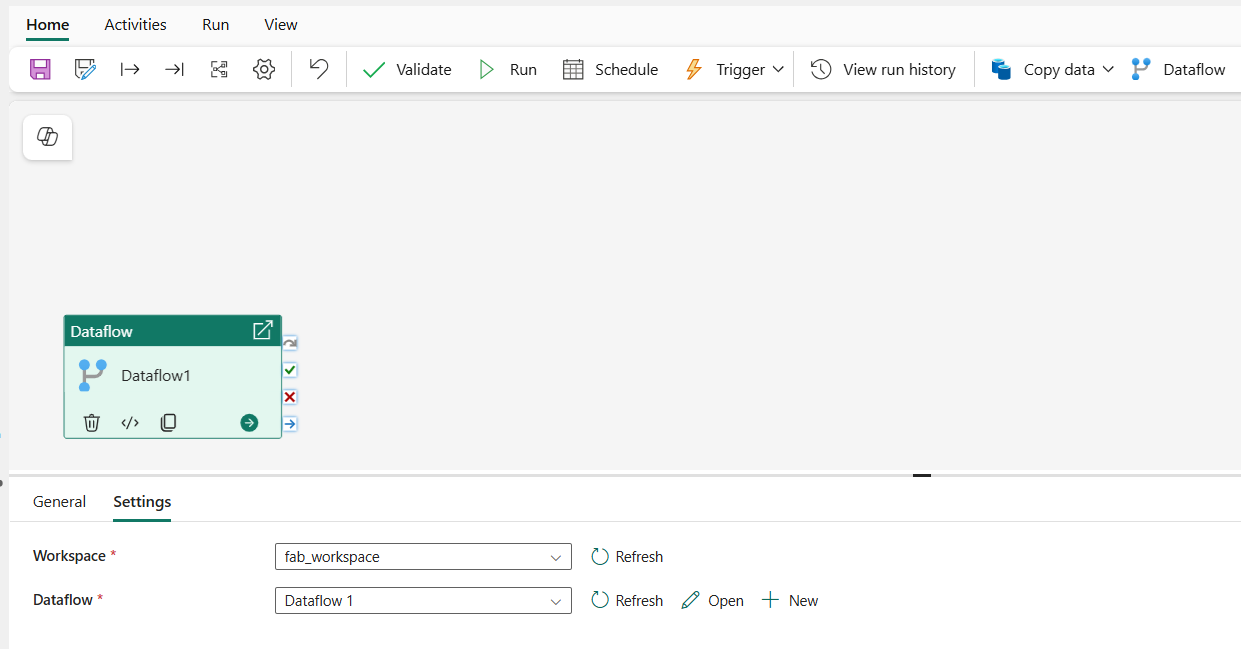 Home Activities Run View
Validate Run Schedule Trigger View run history Copy data Dataflow
Dataflow
Dataflow1
General Settings
Workspace * fab_workspace Refresh
Dataflow * Dataflow 1 Refresh Open New